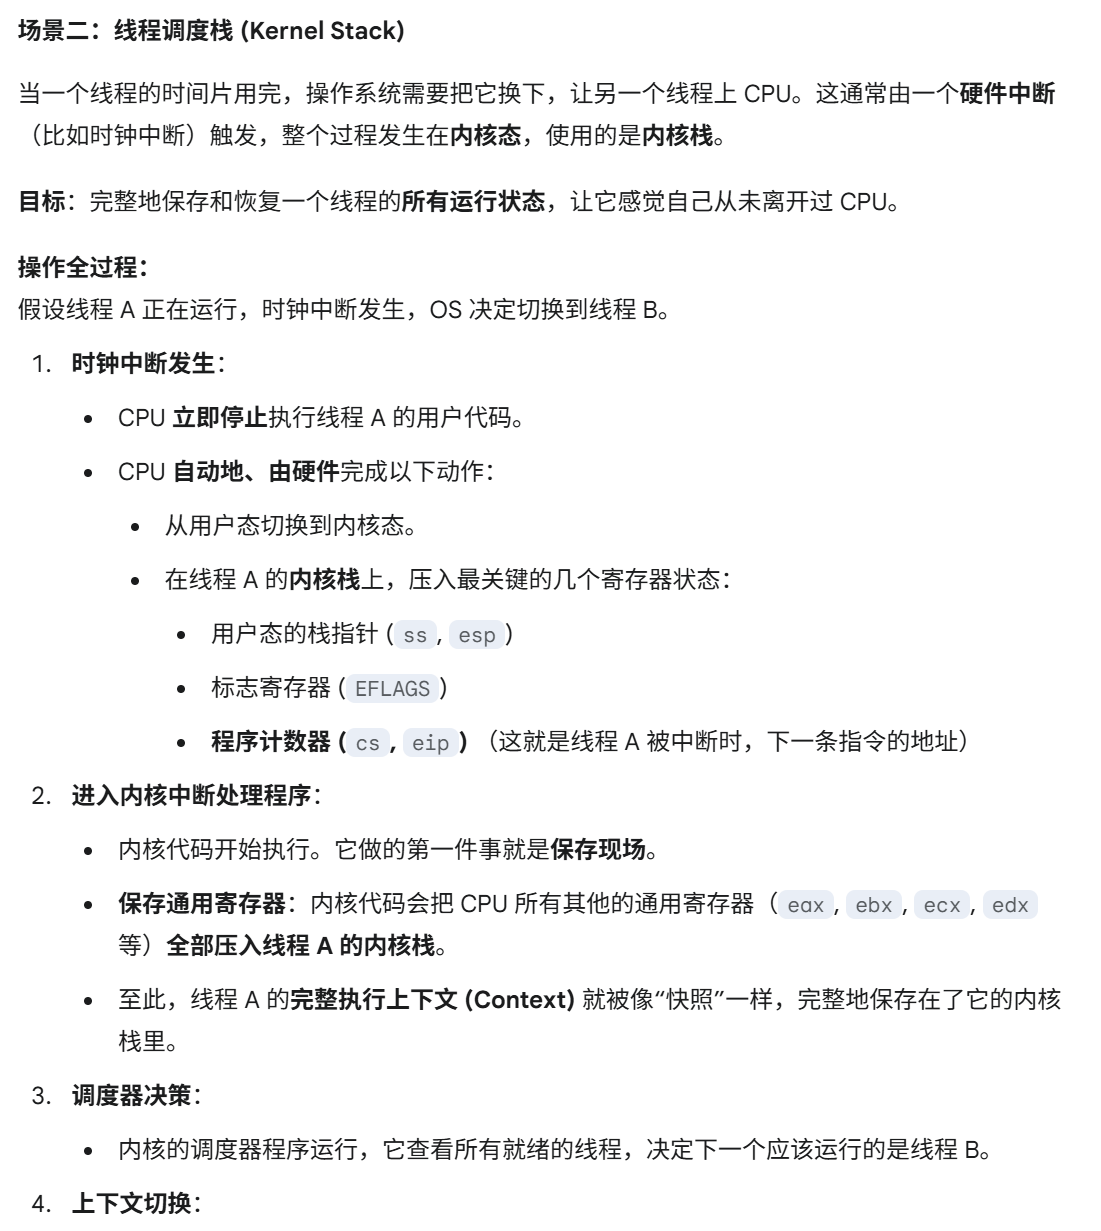 场景二：线程调度栈 (Kernel Stack)
当一个线程的时间片用完，操作系统需要把它换下，让另一个线程上 CPU。这通常由一个硬件中断
（比如时钟中断）触发，整个过程发生在内核态，使用的是内核栈。
目标：完整地保存和恢复一个线程的所有运行状态，让它感觉自己从未离开过 CPU。
操作全过程：
假设线程 A 正在运行，时钟中断发生，OS 决定切换到线程 B。
1. 时钟中断发生：
• CPU 立即停止执行线程 A 的用户代码。
• CPU 自动地、由硬件完成以下动作：
• 从用户态切换到内核态。
• 在线程 A 的内核栈上，压入最关键的几个寄存器状态：
• 用户态的栈指针 (ss, esp)
• 标志寄存器 (EFLAGS)
• 程序计数器 (cs, eip) （这就是线程 A 被中断时，下一条指令的地址）
2. 进入内核中断处理程序：
• 内核代码开始执行。它做的第一件事就是保存现场。
• 保存通用寄存器：内核代码会把 CPU 所有其他的通用寄存器（eax, ebx, ecx, edx
等）全部压入线程 A 的内核栈。
• 至此，线程 A 的完整执行上下文 (Context) 就被像“快照”一样，完整地保存在了它的内核
栈里。
3. 调度器决策：
• 内核的调度器程序运行，它查看所有就绪的线程，决定下一个应该运行的是线程 B。
4. 上下文切换：